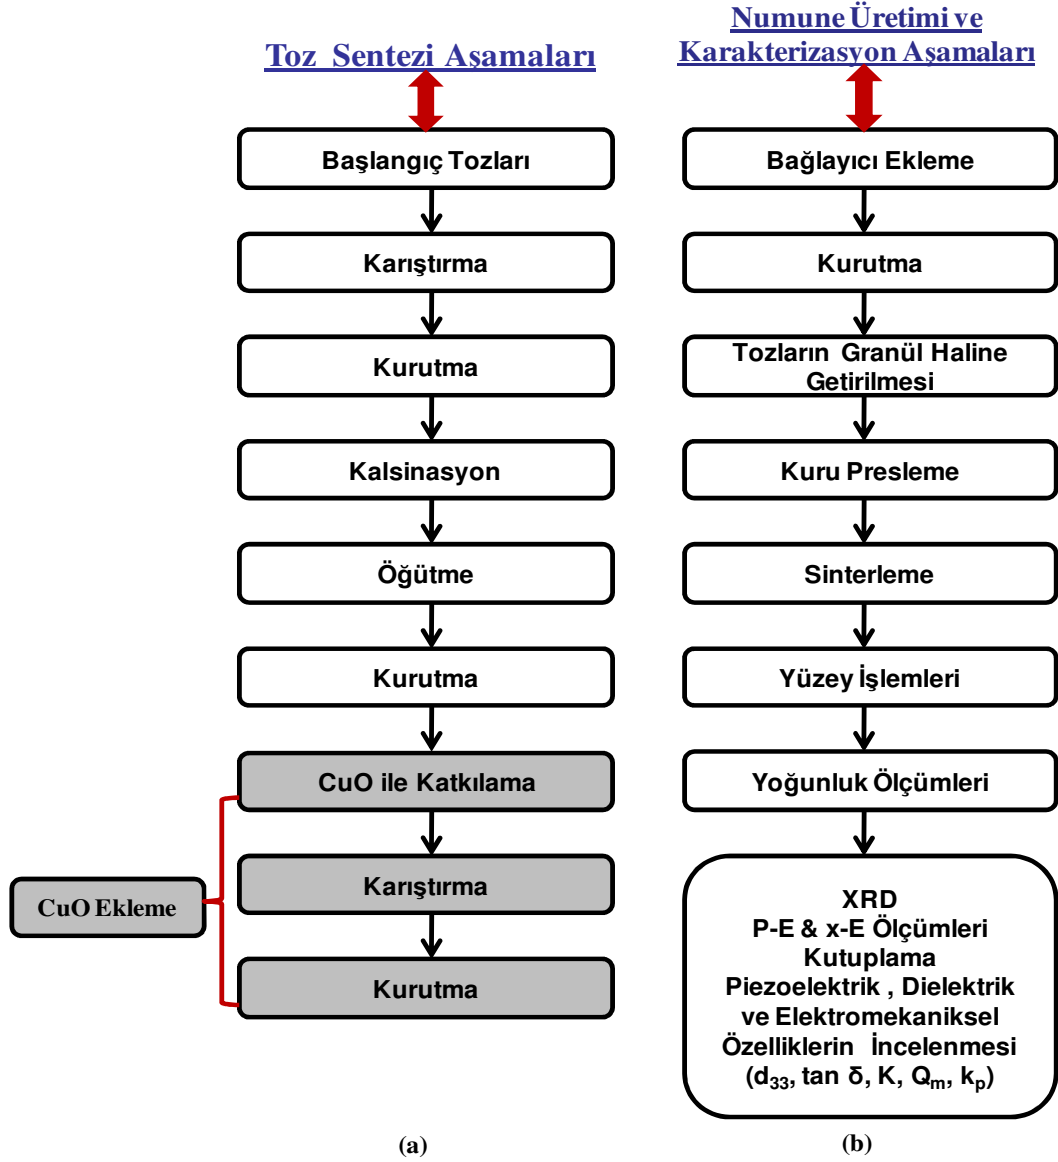 Toz Sentezi Aşamaları
Başlangıç Tozları
Karıştırma
Kurutma
Kalsinasyon
Öğütme
Kurutma
CuO ile Katkılama
Karıştırma
Kurutma
CuO Ekleme
(a)
Numune Üretimi ve
Karakterizasyon Aşamaları
Bağlayıcı Ekleme
Kurutma
Tozların Granül Haline
Getirilmesi
Kuru Presleme
Sinterleme
Yüzey İşlemleri
Yoğunluk Ölçümleri
XRD
P-E & x-E Ölçümleri
Kutuplama
Piezoelektrik , Dielektrik
ve Elektromekaniksel
Özelliklerin İncelenmesi
(d₃₃, tan δ, K, Qₘ, kₚ)
(b)